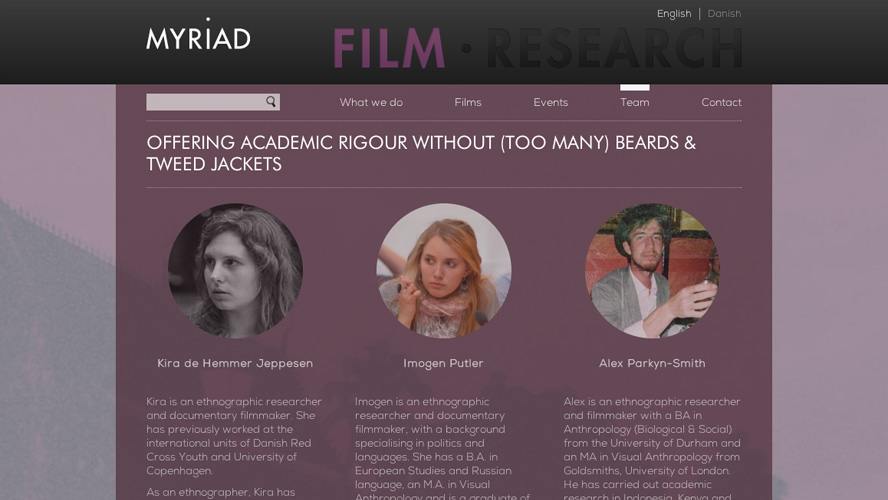 English
Danish
MYRIAD
FILM · RESEARCH
What we do
Films
Events
Team
Contact
OFFERING ACADEMIC RIGOUR WITHOUT (TOO MANY) BEARDS &
TWEED JACKETS
Kira de Hemmer Jeppesen
Imogen Putler
Alex Parkyn-Smith
Kira is an ethnographic researcher
and documentary filmmaker. She
has previously worked at the
international units of Danish Red
Cross Youth and University of
Copenhagen.
As an ethnographer, Kira has
Imogen is an ethnographic
researcher and documentary
filmmaker, with a background
specialising in politics and
languages. She has a B.A. in
European Studies and Russian
language, an M.A. in Visual
Anthropology and is a graduate of
Alex is an ethnographic researcher
and filmmaker with a BA in
Anthropology (Biological & Social)
from the University of Durham and
an MA in Visual Anthropology from
Goldsmiths, University of London.
He has carried out academic
research in Indonesia, Kenya and